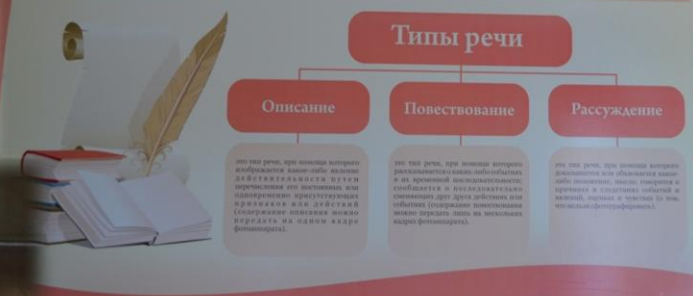 Типы речи
Описание
это тип речи, при помощи которого
изображается какое-либо явление
действительности путем
перечисления его постоянных или
одновременно присутствующих
признаков или действий
(содержание описания можно
передать на одном кадре
фотоаппарата).
Повествование
это тип речи, при помощи которого
рассказывается о каких-либо событиях
в их временной последовательности;
сообщается о последовательно
сменяющих друг друга действиях или
событиях (содержание повествования
можно передать лишь на нескольких
кадрах фотоаппарата).
Рассуждение
это тип речи, при помощи которого
доказывается или объясняется какое-
либо положение, мысль; говорится о
причинах и следствиях событий и
явлений, оценках и чувствах (о том,
что нельзя сфотографировать).